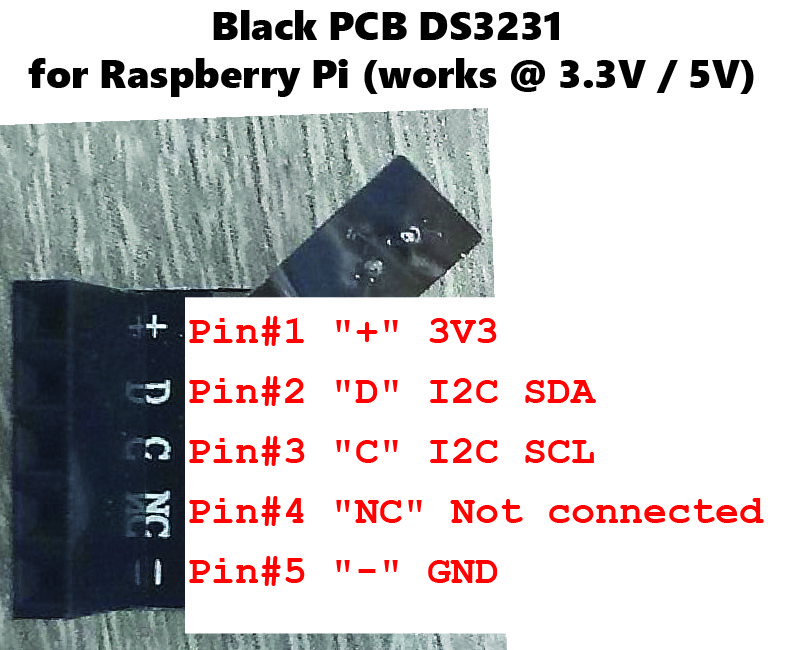 Black PCB DS3231
for Raspberry Pi (works @ 3.3V / 5V)
+ Pin#1 "+" 3V3
D Pin#2 "D" I2C SDA
C Pin#3 "C" I2C SCL
NC Pin#4 "NC" Not connected
- Pin#5 "-" GND